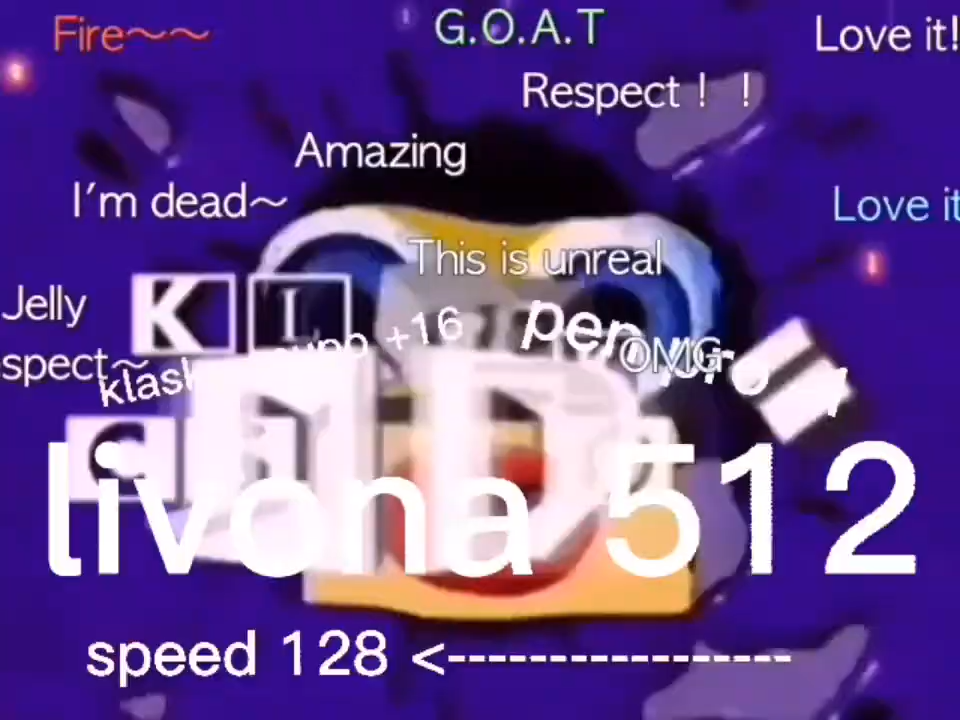 Fire～～
G.O.A.T
Love it!
Respect！！
Amazing
I'm dead～
Love it
This is unreal
Jelly
K I
+16
pen
OMG
spect～
livona 512
speed 128 <-----------------